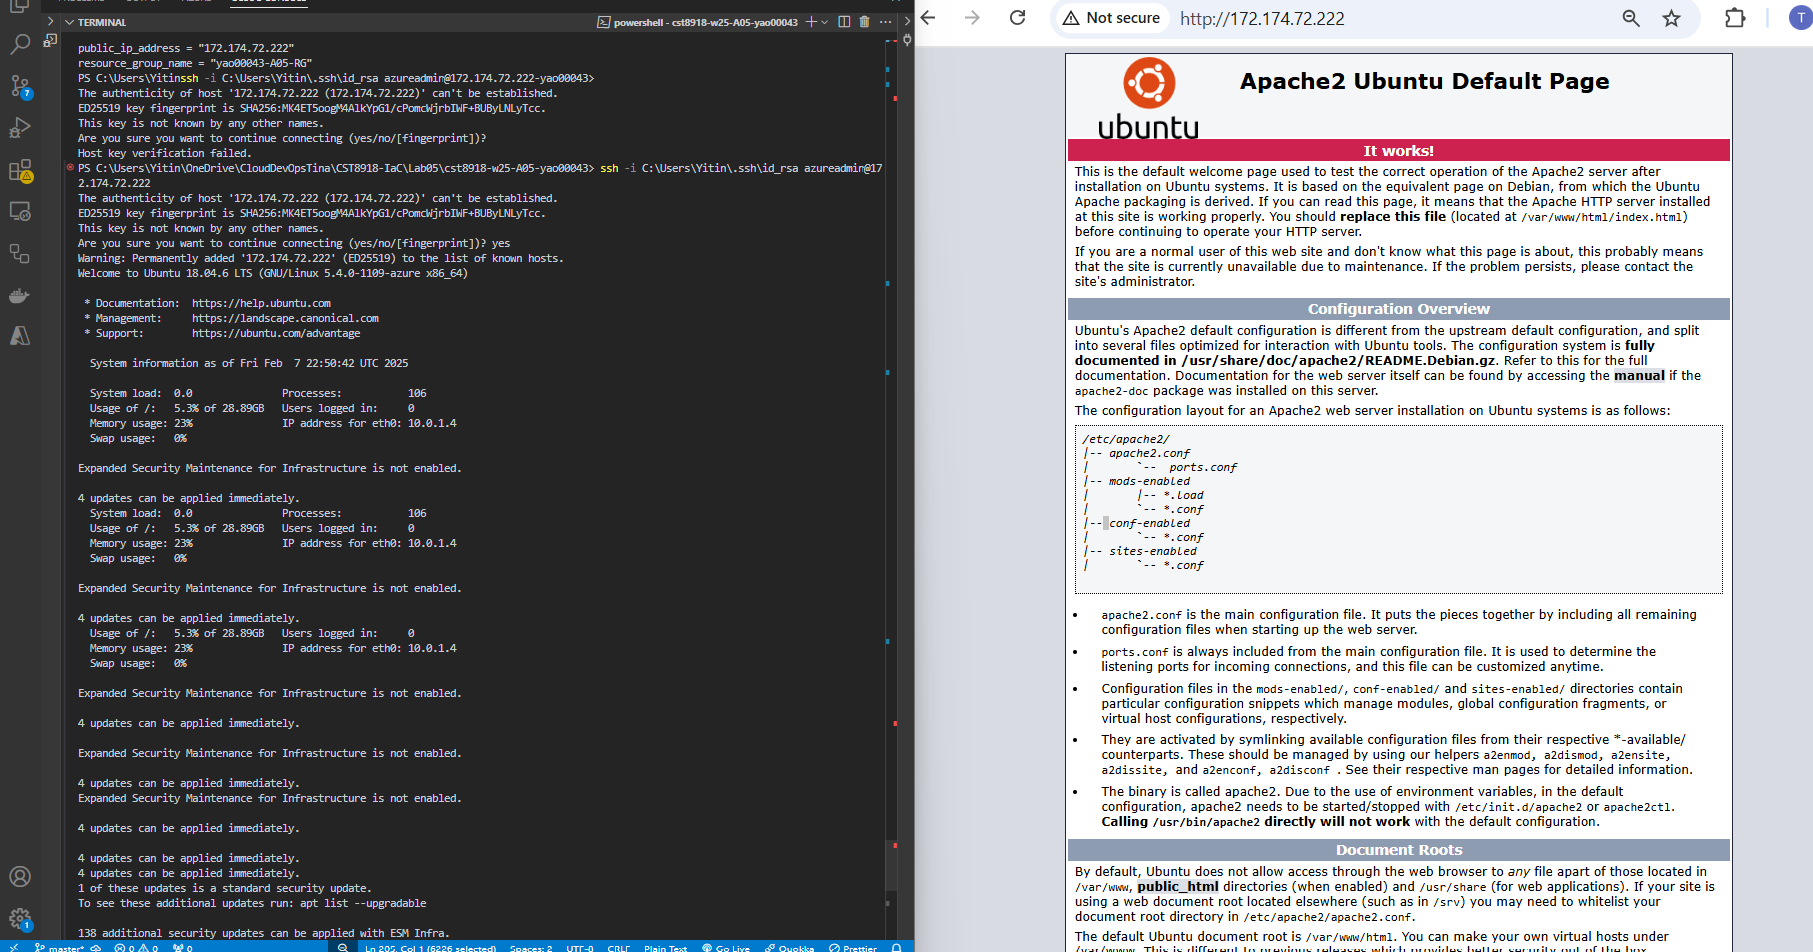 TERMINAL
powershell - cst8918-w25-A05-yao00043
public_ip_address = "172.174.72.222"
resource_group_name = "yao00043-A05-RG"
PS C:\Users\Yitinssh -i C:\Users\Yitin\.ssh\id_rsa azureadmin@172.174.72.222-yao00043>
The authenticity of host '172.174.72.222 (172.174.72.222)' can't be established.
ED25519 key fingerprint is SHA256:MK4ET5oogM4AlkYpG1/cPomcWjrbIWF+BUByLNLyTcc.
This key is not known by any other names.
Are you sure you want to continue connecting (yes/no/[fingerprint])?
Host key verification failed.
PS C:\Users\Yitin\OneDrive\CloudDevOpsTina\CST8918-IaC\Lab05\cst8918-w25-A05-yao00043> ssh -i C:\Users\Yitin\.ssh\id_rsa azureadmin@17
2.174.72.222
The authenticity of host '172.174.72.222 (172.174.72.222)' can't be established.
ED25519 key fingerprint is SHA256:MK4ET5oogM4AlkYpG1/cPomcWjrbIWF+BUByLNLyTcc.
This key is not known by any other names.
Are you sure you want to continue connecting (yes/no/[fingerprint])? yes
Warning: Permanently added '172.174.72.222' (ED25519) to the list of known hosts.
Welcome to Ubuntu 18.04.6 LTS (GNU/Linux 5.4.0-1109-azure x86_64)
* Documentation: https://help.ubuntu.com
* Management: https://landscape.canonical.com
* Support: https://ubuntu.com/advantage
System information as of Fri Feb 7 22:50:42 UTC 2025
System load: 0.0 Processes: 106
Usage of /: 5.3% of 28.89GB Users logged in: 0
Memory usage: 23% IP address for eth0: 10.0.1.4
Swap usage: 0%
Expanded Security Maintenance for Infrastructure is not enabled.
4 updates can be applied immediately.
System load: 0.0 Processes: 106
Usage of /: 5.3% of 28.89GB Users logged in: 0
Memory usage: 23% IP address for eth0: 10.0.1.4
Swap usage: 0%
Expanded Security Maintenance for Infrastructure is not enabled.
4 updates can be applied immediately.
Usage of /: 5.3% of 28.89GB Users logged in: 0
Memory usage: 23% IP address for eth0: 10.0.1.4
Swap usage: 0%
Expanded Security Maintenance for Infrastructure is not enabled.
4 updates can be applied immediately.
Expanded Security Maintenance for Infrastructure is not enabled.
4 updates can be applied immediately.
Expanded Security Maintenance for Infrastructure is not enabled.
4 updates can be applied immediately.
4 updates can be applied immediately.
4 updates can be applied immediately.
1 of these updates is a standard security update.
To see these additional updates run: apt list --upgradable
138 additional security updates can be applied with ESM Infra.
7
1
master* 0 0 0 Ln 205, Col 1 (6226 selected) Spaces: 2 UTF-8 CRLF Plain Text Go Live Quokka Prettier
Not secure http://172.174.72.222
T
ubuntu
Apache2 Ubuntu Default Page
It works!
This is the default welcome page used to test the correct operation of the Apache2 server after
installation on Ubuntu systems. It is based on the equivalent page on Debian, from which the Ubuntu
Apache packaging is derived. If you can read this page, it means that the Apache HTTP server installed
at this site is working properly. You should replace this file (located at /var/www/html/index.html)
before continuing to operate your HTTP server.
If you are a normal user of this web site and don't know what this page is about, this probably means
that the site is currently unavailable due to maintenance. If the problem persists, please contact the
site's administrator.
Configuration Overview
Ubuntu's Apache2 default configuration is different from the upstream default configuration, and split
into several files optimized for interaction with Ubuntu tools. The configuration system is fully
documented in /usr/share/doc/apache2/README.Debian.gz. Refer to this for the full
documentation. Documentation for the web server itself can be found by accessing the manual if the
apache2-doc package was installed on this server.
The configuration layout for an Apache2 web server installation on Ubuntu systems is as follows:
/etc/apache2/
|-- apache2.conf
|       `--  ports.conf
|-- mods-enabled
|       |-- *.load
|       `-- *.conf
|-- conf-enabled
|       `-- *.conf
|-- sites-enabled
|       `-- *.conf
• apache2.conf is the main configuration file. It puts the pieces together by including all remaining
configuration files when starting up the web server.
• ports.conf is always included from the main configuration file. It is used to determine the
listening ports for incoming connections, and this file can be customized anytime.
• Configuration files in the mods-enabled/, conf-enabled/ and sites-enabled/ directories contain
particular configuration snippets which manage modules, global configuration fragments, or
virtual host configurations, respectively.
• They are activated by symlinking available configuration files from their respective *-available/
counterparts. These should be managed by using our helpers a2enmod, a2dismod, a2ensite,
a2dissite, and a2enconf, a2disconf . See their respective man pages for detailed information.
• The binary is called apache2. Due to the use of environment variables, in the default
configuration, apache2 needs to be started/stopped with /etc/init.d/apache2 or apache2ctl.
Calling /usr/bin/apache2 directly will not work with the default configuration.
Document Roots
By default, Ubuntu does not allow access through the web browser to any file apart of those located in
/var/www, public_html directories (when enabled) and /usr/share (for web applications). If your site is
using a web document root located elsewhere (such as in /srv) you may need to whitelist your
document root directory in /etc/apache2/apache2.conf.
The default Ubuntu document root is /var/www/html. You can make your own virtual hosts under